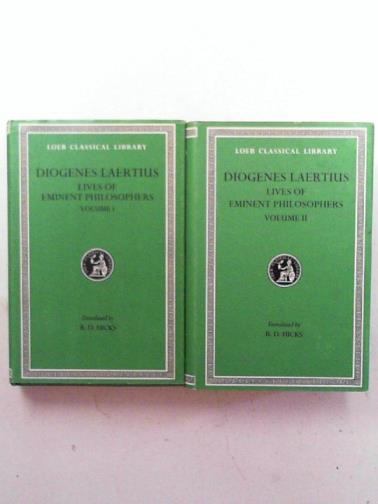 LOEB CLASSICAL LIBRARY
DIOGENES LAERTIUS
LIVES OF
EMINENT PHILOSOPHERS
VOLUME I
Translated by
R. D. HICKS
LOEB CLASSICAL LIBRARY
DIOGENES LAERTIUS
LIVES OF
EMINENT PHILOSOPHERS
VOLUME II
Translated by
R. D. HICKS